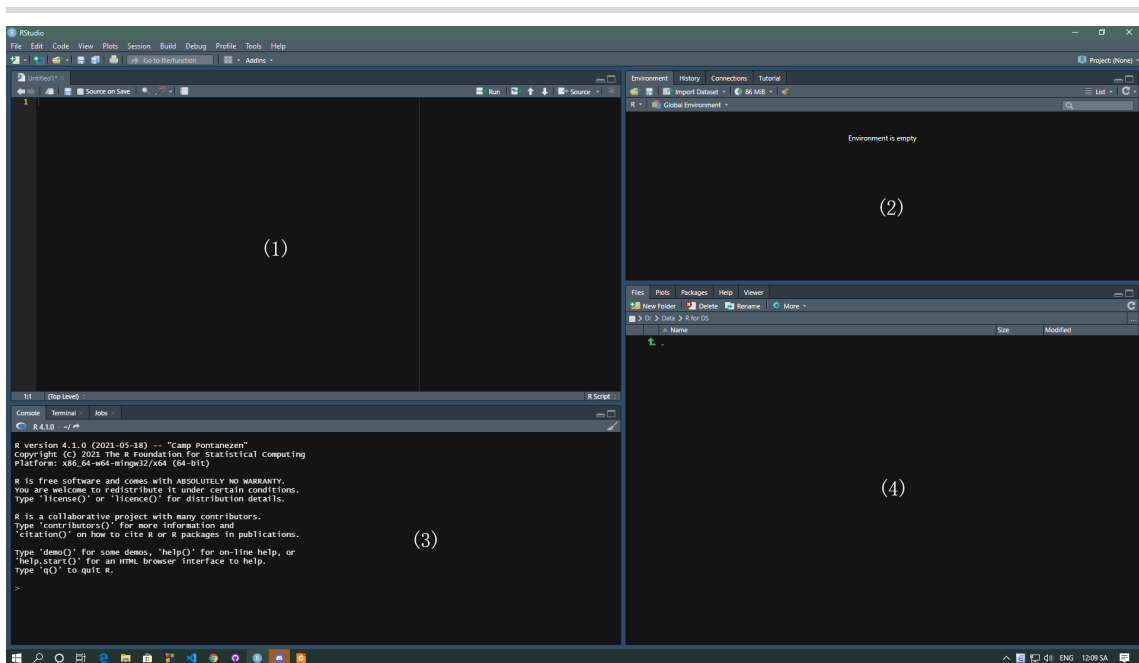 RStudio
File Edit Code View Plots Session Build Debug Profile Tools Help
Go to file/function Addins Project: (None)
Untitled1*
Source on Save Run Source
1
(1)
1:1 (Top Level) R Script
Environment History Connections Tutorial
Import Dataset 86 MiB List
R Global Environment
Environment is empty
(2)
Console Terminal Jobs
R 4.1.0 · ~/
R version 4.1.0 (2021-05-18) -- "Camp Pontanezen"
Copyright (C) 2021 The R Foundation for Statistical Computing
Platform: x86_64-w64-mingw32/x64 (64-bit)
R is free software and comes with ABSOLUTELY NO WARRANTY.
You are welcome to redistribute it under certain conditions.
Type 'license()' or 'licence()' for distribution details.
R is a collaborative project with many contributors.
Type 'contributors()' for more information and
'citation()' on how to cite R or R packages in publications.
Type 'demo()' for some demos, 'help()' for on-line help, or
'help.start()' for an HTML browser interface to help.
Type 'q()' to quit R.
>
(3)
Files Plots Packages Help Viewer
New Folder Delete Rename More
D: > Data > R for DS ...
Name Size Modified
..
(4)
ENG 12:09 SA